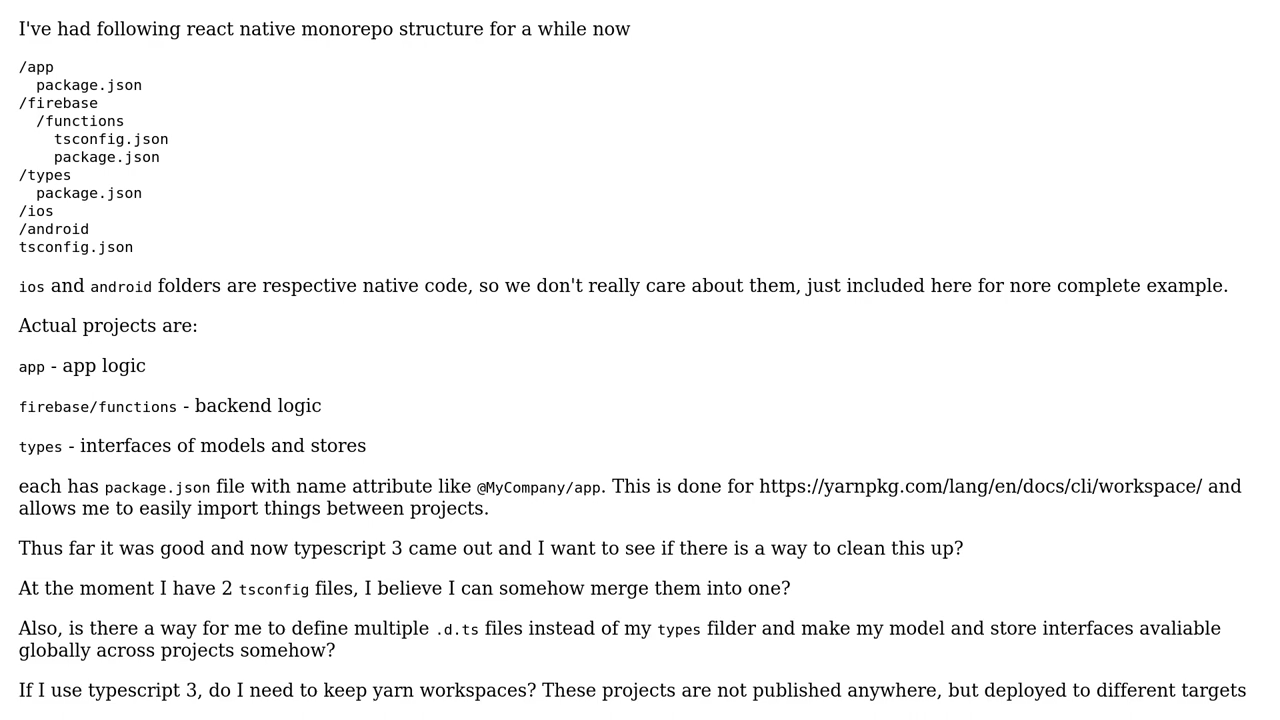 I've had following react native monorepo structure for a while now
/app
  package.json
/firebase
  /functions
    tsconfig.json
    package.json
/types
  package.json
/ios
/android
tsconfig.json
ios and android folders are respective native code, so we don't really care about them, just included here for nore complete example.
Actual projects are:
app - app logic
firebase/functions - backend logic
types - interfaces of models and stores
each has package.json file with name attribute like @MyCompany/app. This is done for https://yarnpkg.com/lang/en/docs/cli/workspace/ and
allows me to easily import things between projects.
Thus far it was good and now typescript 3 came out and I want to see if there is a way to clean this up?
At the moment I have 2 tsconfig files, I believe I can somehow merge them into one?
Also, is there a way for me to define multiple .d.ts files instead of my types filder and make my model and store interfaces avaliable
globally across projects somehow?
If I use typescript 3, do I need to keep yarn workspaces? These projects are not published anywhere, but deployed to different targets